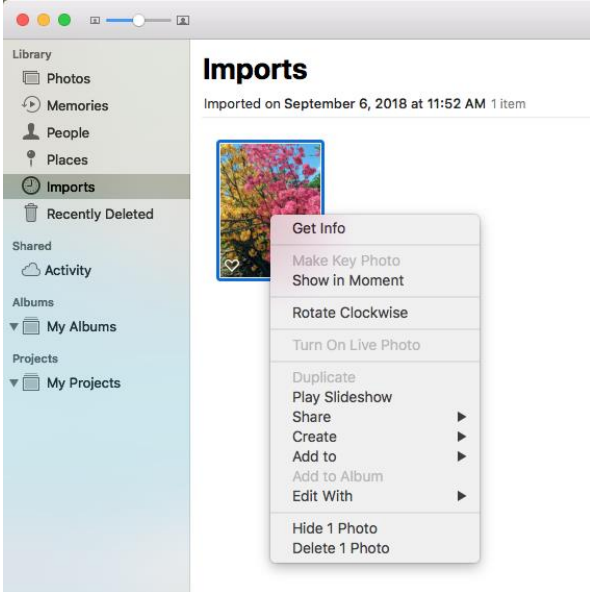 Library
Photos
Memories
People
Places
Imports
Recently Deleted
Shared
Activity
Albums
My Albums
Projects
My Projects
Imports
Imported on September 6, 2018 at 11:52 AM 1 item
Get Info
Make Key Photo
Show in Moment
Rotate Clockwise
Turn On Live Photo
Duplicate
Play Slideshow
Share
Create
Add to
Add to Album
Edit With
Hide 1 Photo
Delete 1 Photo